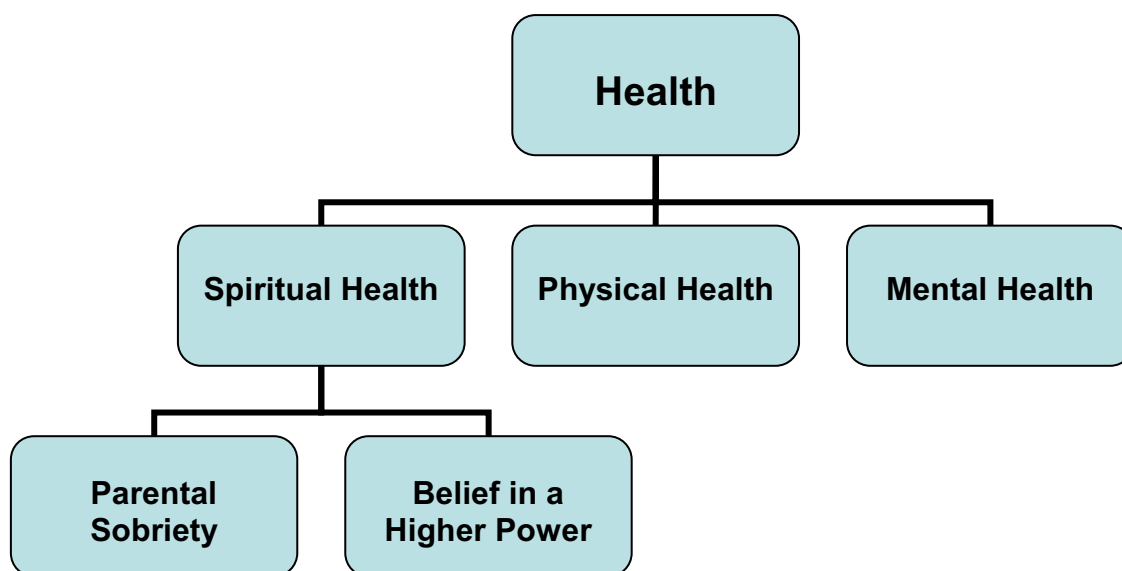 Health
Spiritual Health
Physical Health
Mental Health
Parental
Sobriety
Belief in a
Higher Power